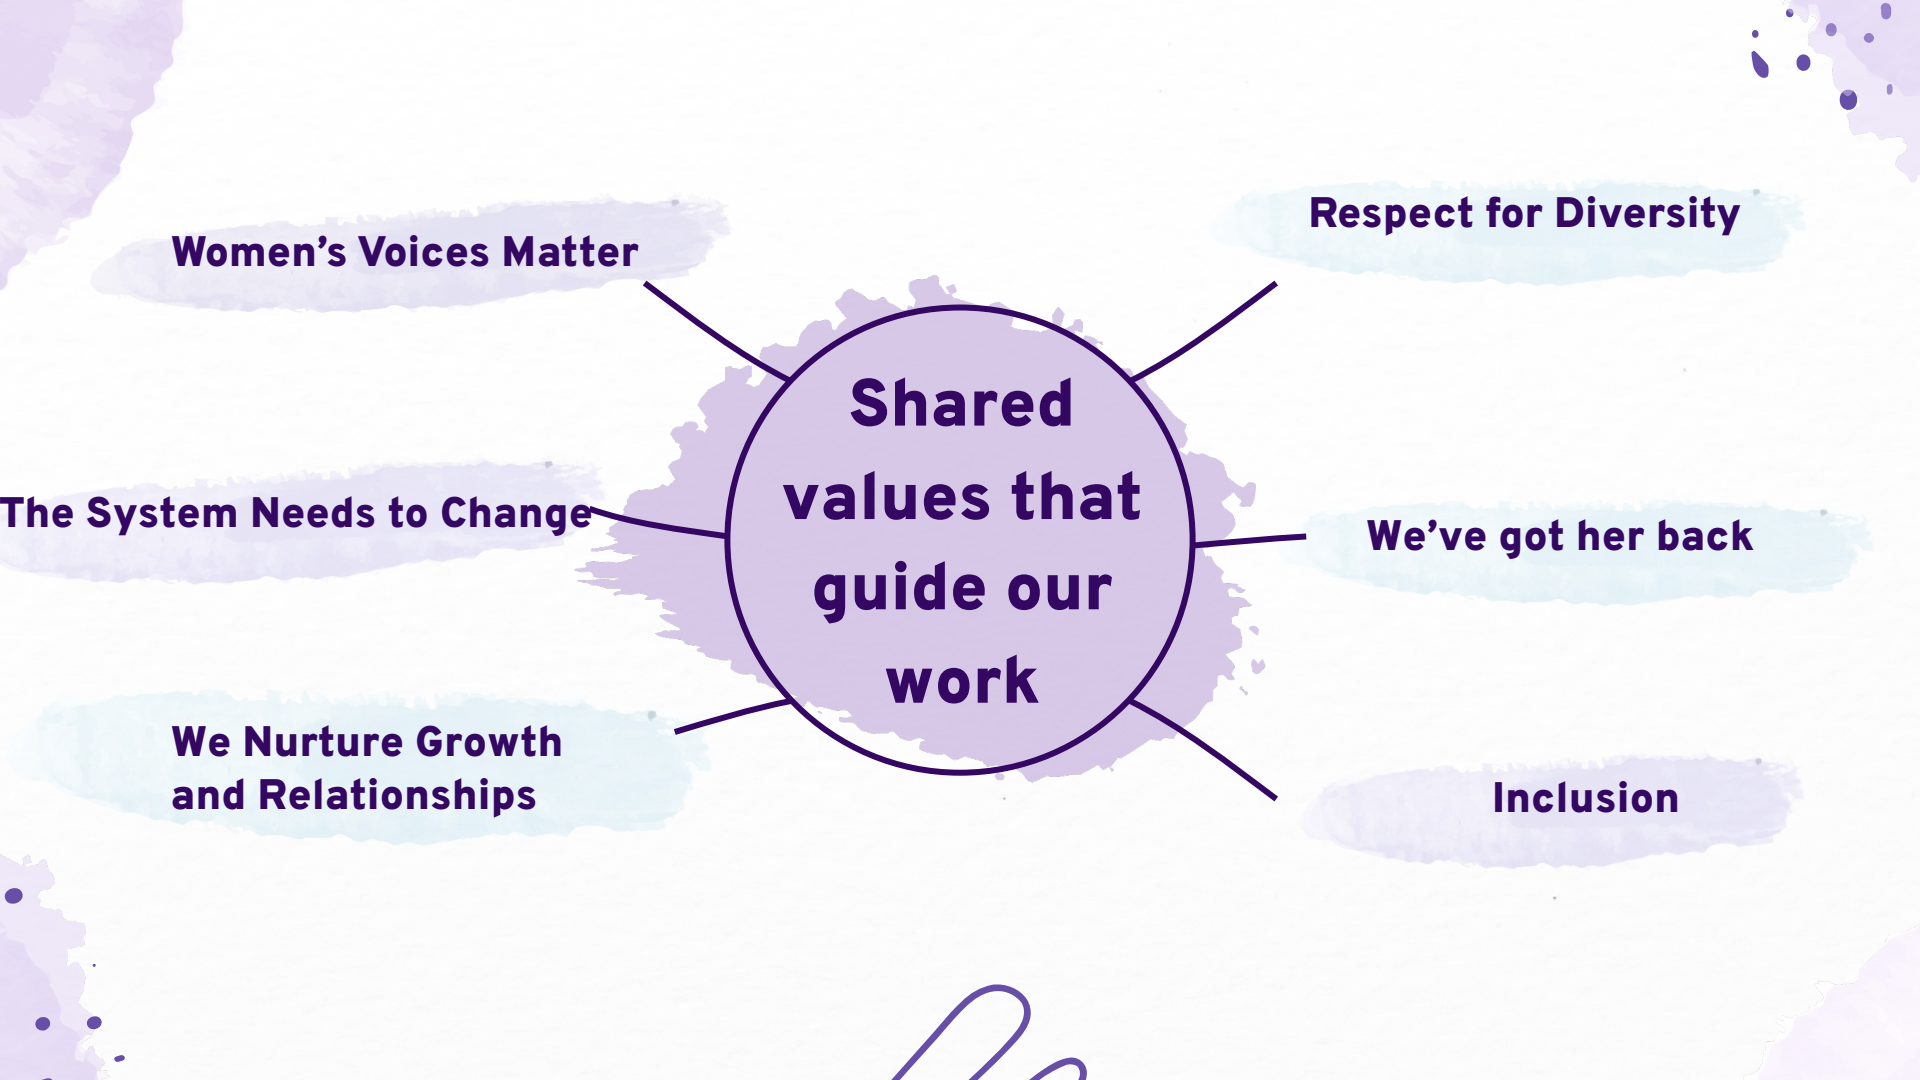 Women’s Voices Matter
The System Needs to Change
We Nurture Growth
and Relationships
Shared
values that
guide our
work
Respect for Diversity
We’ve got her back
Inclusion